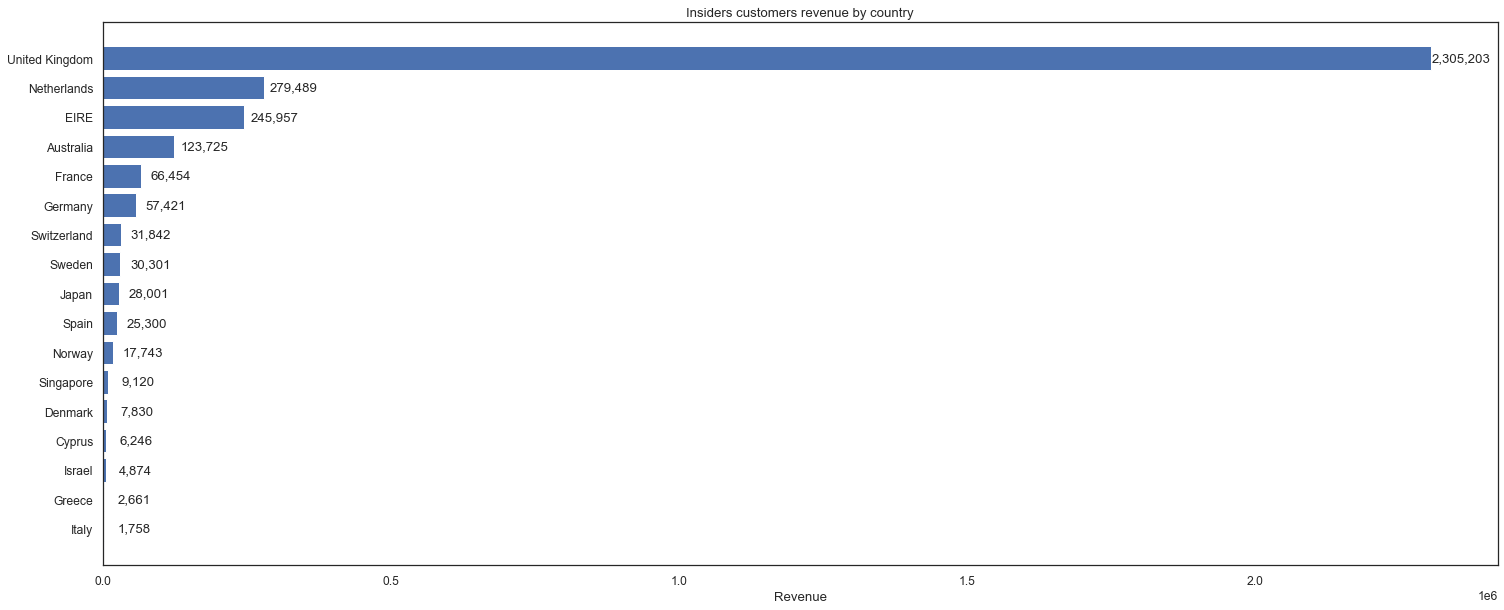 Insiders customers revenue by country
United Kingdom 2,305,203
Netherlands 279,489
EIRE 245,957
Australia 123,725
France 66,454
Germany 57,421
Switzerland 31,842
Sweden 30,301
Japan 28,001
Spain 25,300
Norway 17,743
Singapore 9,120
Denmark 7,830
Cyprus 6,246
Israel 4,874
Greece 2,661
Italy 1,758
0.0 0.5 1.0 1.5 2.0
Revenue 1e6